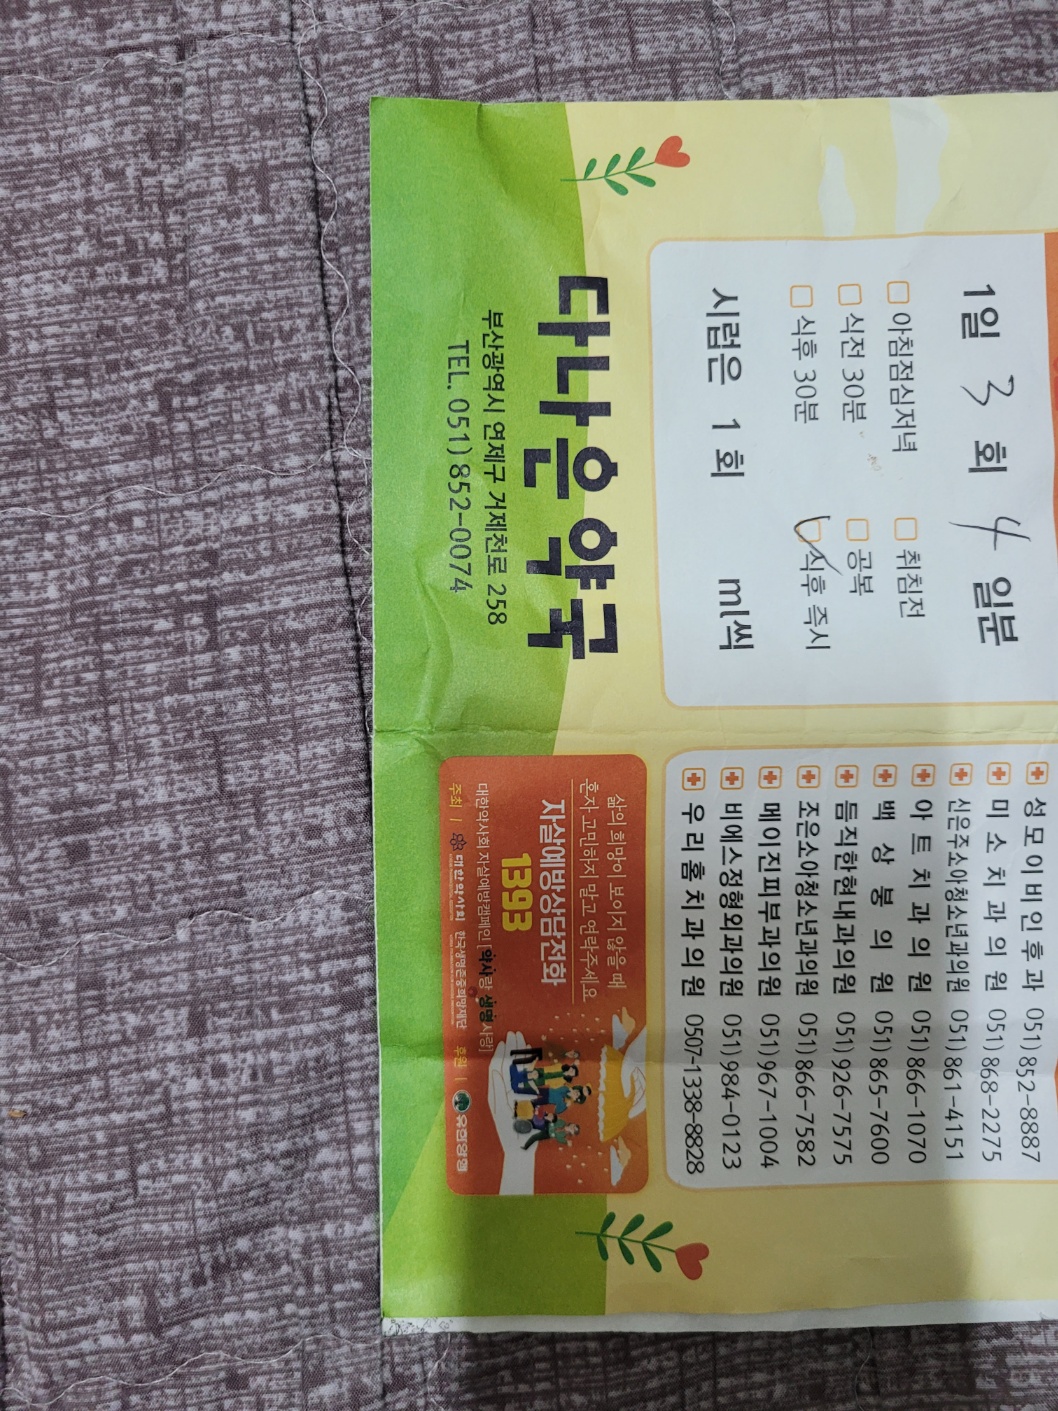 1일 3 회 4 일분
아침점심저녁 취침전
식전 30분 공복
식후 30분 식후 즉시
시럽은 1 회 ml씩
다나은약국
부산광역시 연제구 거제천로 258
TEL. 051) 852-0074
성모이비인후과 051) 852-8887
미소치과의원 051) 868-2275
신은주소아청소년과의원 051) 861-4151
아트치과의원 051) 866-1070
백상붕의원 051) 865-7600
듬직한현내과의원 051) 926-7575
조은소아청소년과의원 051) 866-7582
메이진피부과의원 051) 967-1004
비에스정형외과의원 051) 984-0123
우리홈치과의원 0507-1338-8828
삶의 희망이 보이지 않을 때
혼자 고민하지 말고 연락주세요
자살예방상담전화
1393
대한약사회 자살예방캠페인 [약사랑 생명사랑]
주최 | 대한약사회 한국생명존중희망재단 후원 | 유한양행